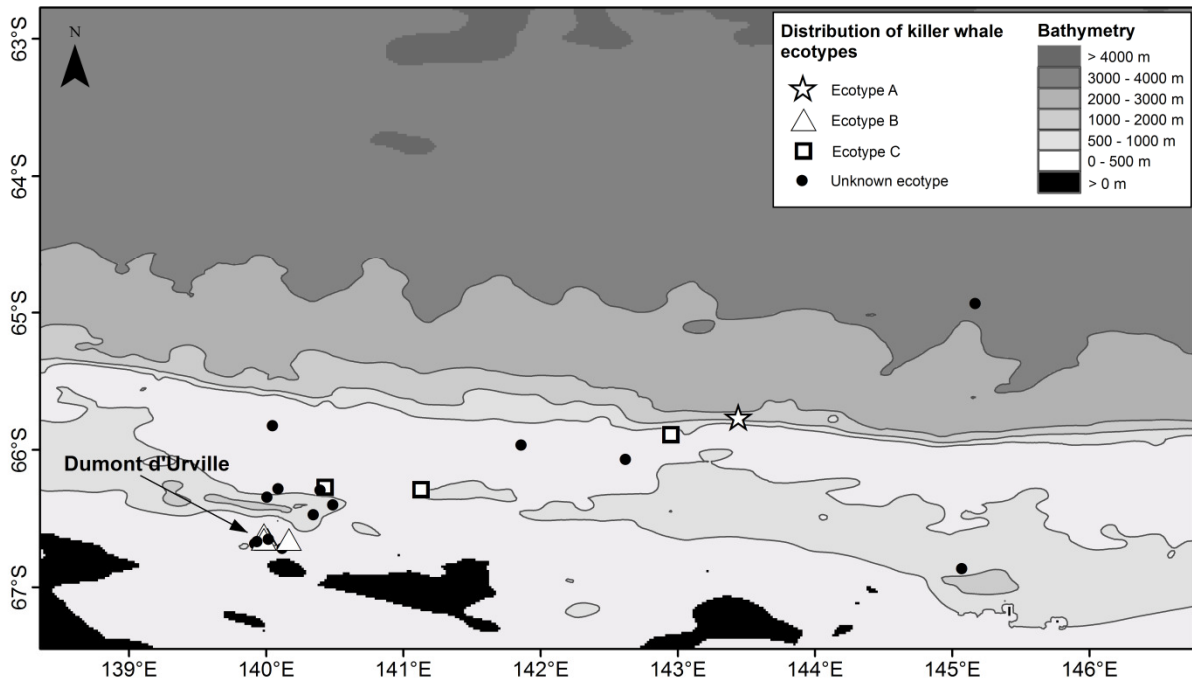 63°S
64°S
65°S
66°S
67°S
N
Distribution of killer whale
ecotypes
Ecotype A
Ecotype B
Ecotype C
Unknown ecotype
Bathymetry
> 4000 m
3000 - 4000 m
2000 - 3000 m
1000 - 2000 m
500 - 1000 m
0 - 500 m
> 0 m
Dumont d'Urville
139°E
140°E
141°E
142°E
143°E
144°E
145°E
146°E